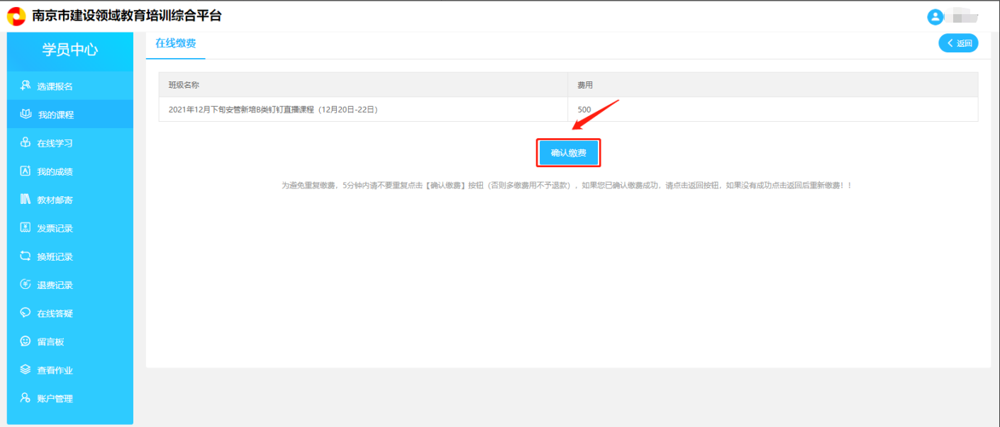 南京市建设领域教育培训综合平台
学员中心
选课报名
我的课程
在线学习
我的成绩
教材邮寄
发票记录
换班记录
退费记录
在线答疑
留言板
查看作业
账户管理
在线缴费
返回
班级名称 费用
2021年12月下旬安管新培B类钉钉直播课程（12月20日-22日） 500
确认缴费
为避免重复缴费，5分钟内请不要重复点击【确认缴费】按钮（否则多缴费用不予退款），如果您已确认缴费成功，请点击返回按钮，如果没有成功点击返回后重新缴费！！